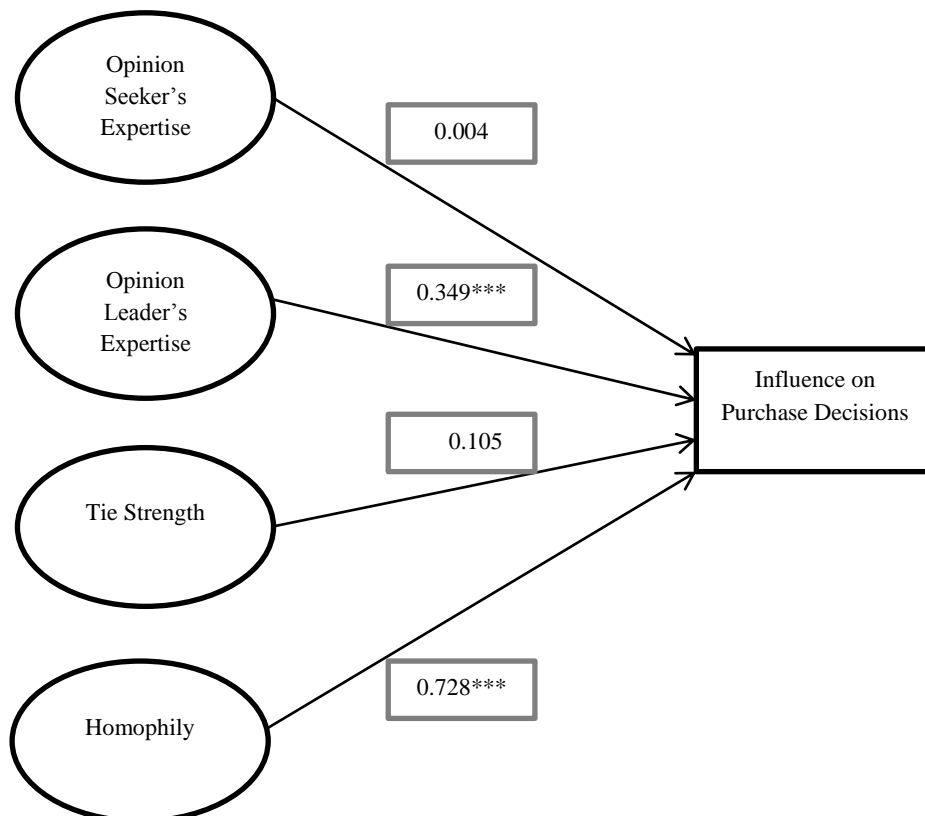 Opinion
Seeker’s
Expertise
0.004
Opinion
Leader’s
Expertise
0.349***
Influence on
Purchase Decisions
Tie Strength
0.105
Homophily
0.728***